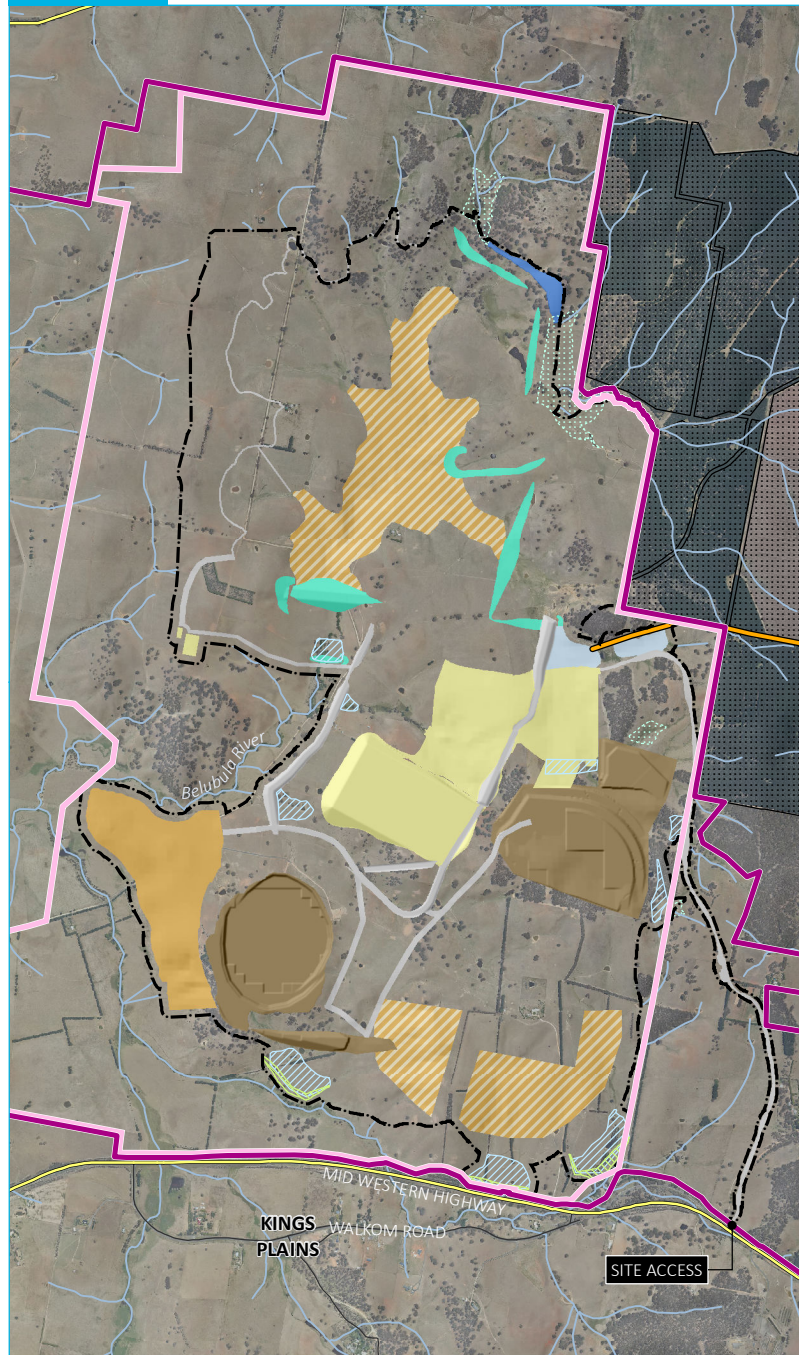 Belubula River
MID WESTERN HIGHWAY
KINGS
PLAINS
WALKOM ROAD
SITE ACCESS